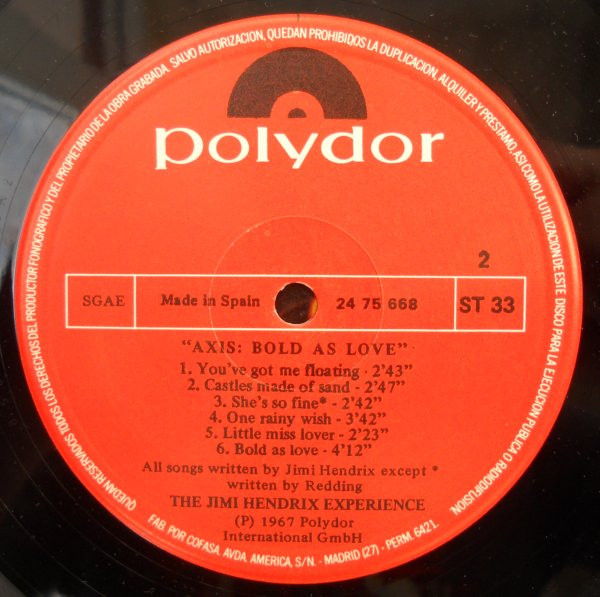 QUEDAN RESERVADOS TODOS LOS DERECHOS DEL PRODUCTOR FONOGRAFICO Y DEL PROPIETARIO DE LA OBRA GRABADA. SALVO AUTORIZACION, QUEDAN PROHIBIDOS LA DUPLICACION, ALQUILER Y PRESTAMO, ASI COMO LA UTILIZACION DE ESTE DISCO PARA LA EJECUCION PUBLICA O RADIODIFUSION.
polydor
2
SGAE Made in Spain 24 75 668 ST 33
"AXIS: BOLD AS LOVE"
1. You've got me floating - 2'43"
2. Castles made of sand - 2'47"
3. She's so fine* - 2'42"
4. One rainy wish - 3'42"
5. Little miss lover - 2'23"
6. Bold as love - 4'12"
All songs written by Jimi Hendrix except *
written by Redding
THE JIMI HENDRIX EXPERIENCE
(P) 1967 Polydor
International GmbH
FAB. POR COFASA. AVDA. AMERICA, S/N. - MADRID (27) - PERM. 6421.